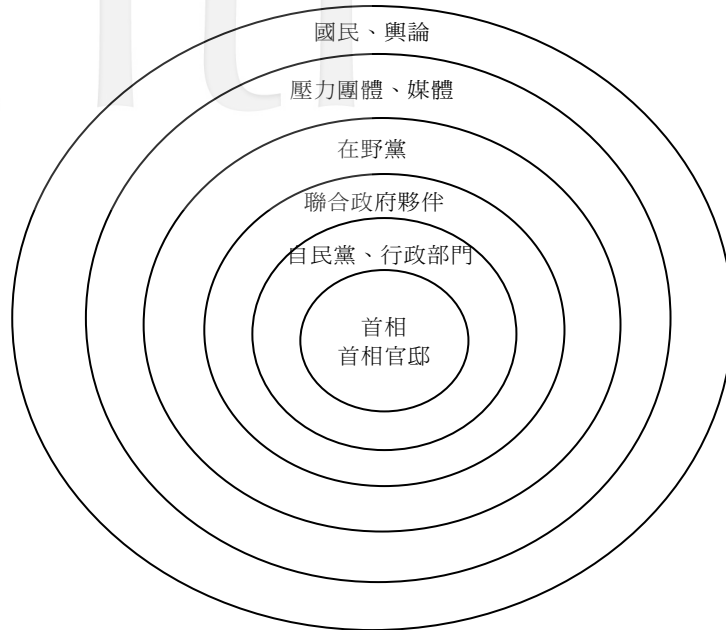 國民、輿論
壓力團體、媒體
在野黨
聯合政府夥伴
自民黨、行政部門
首相
首相官邸